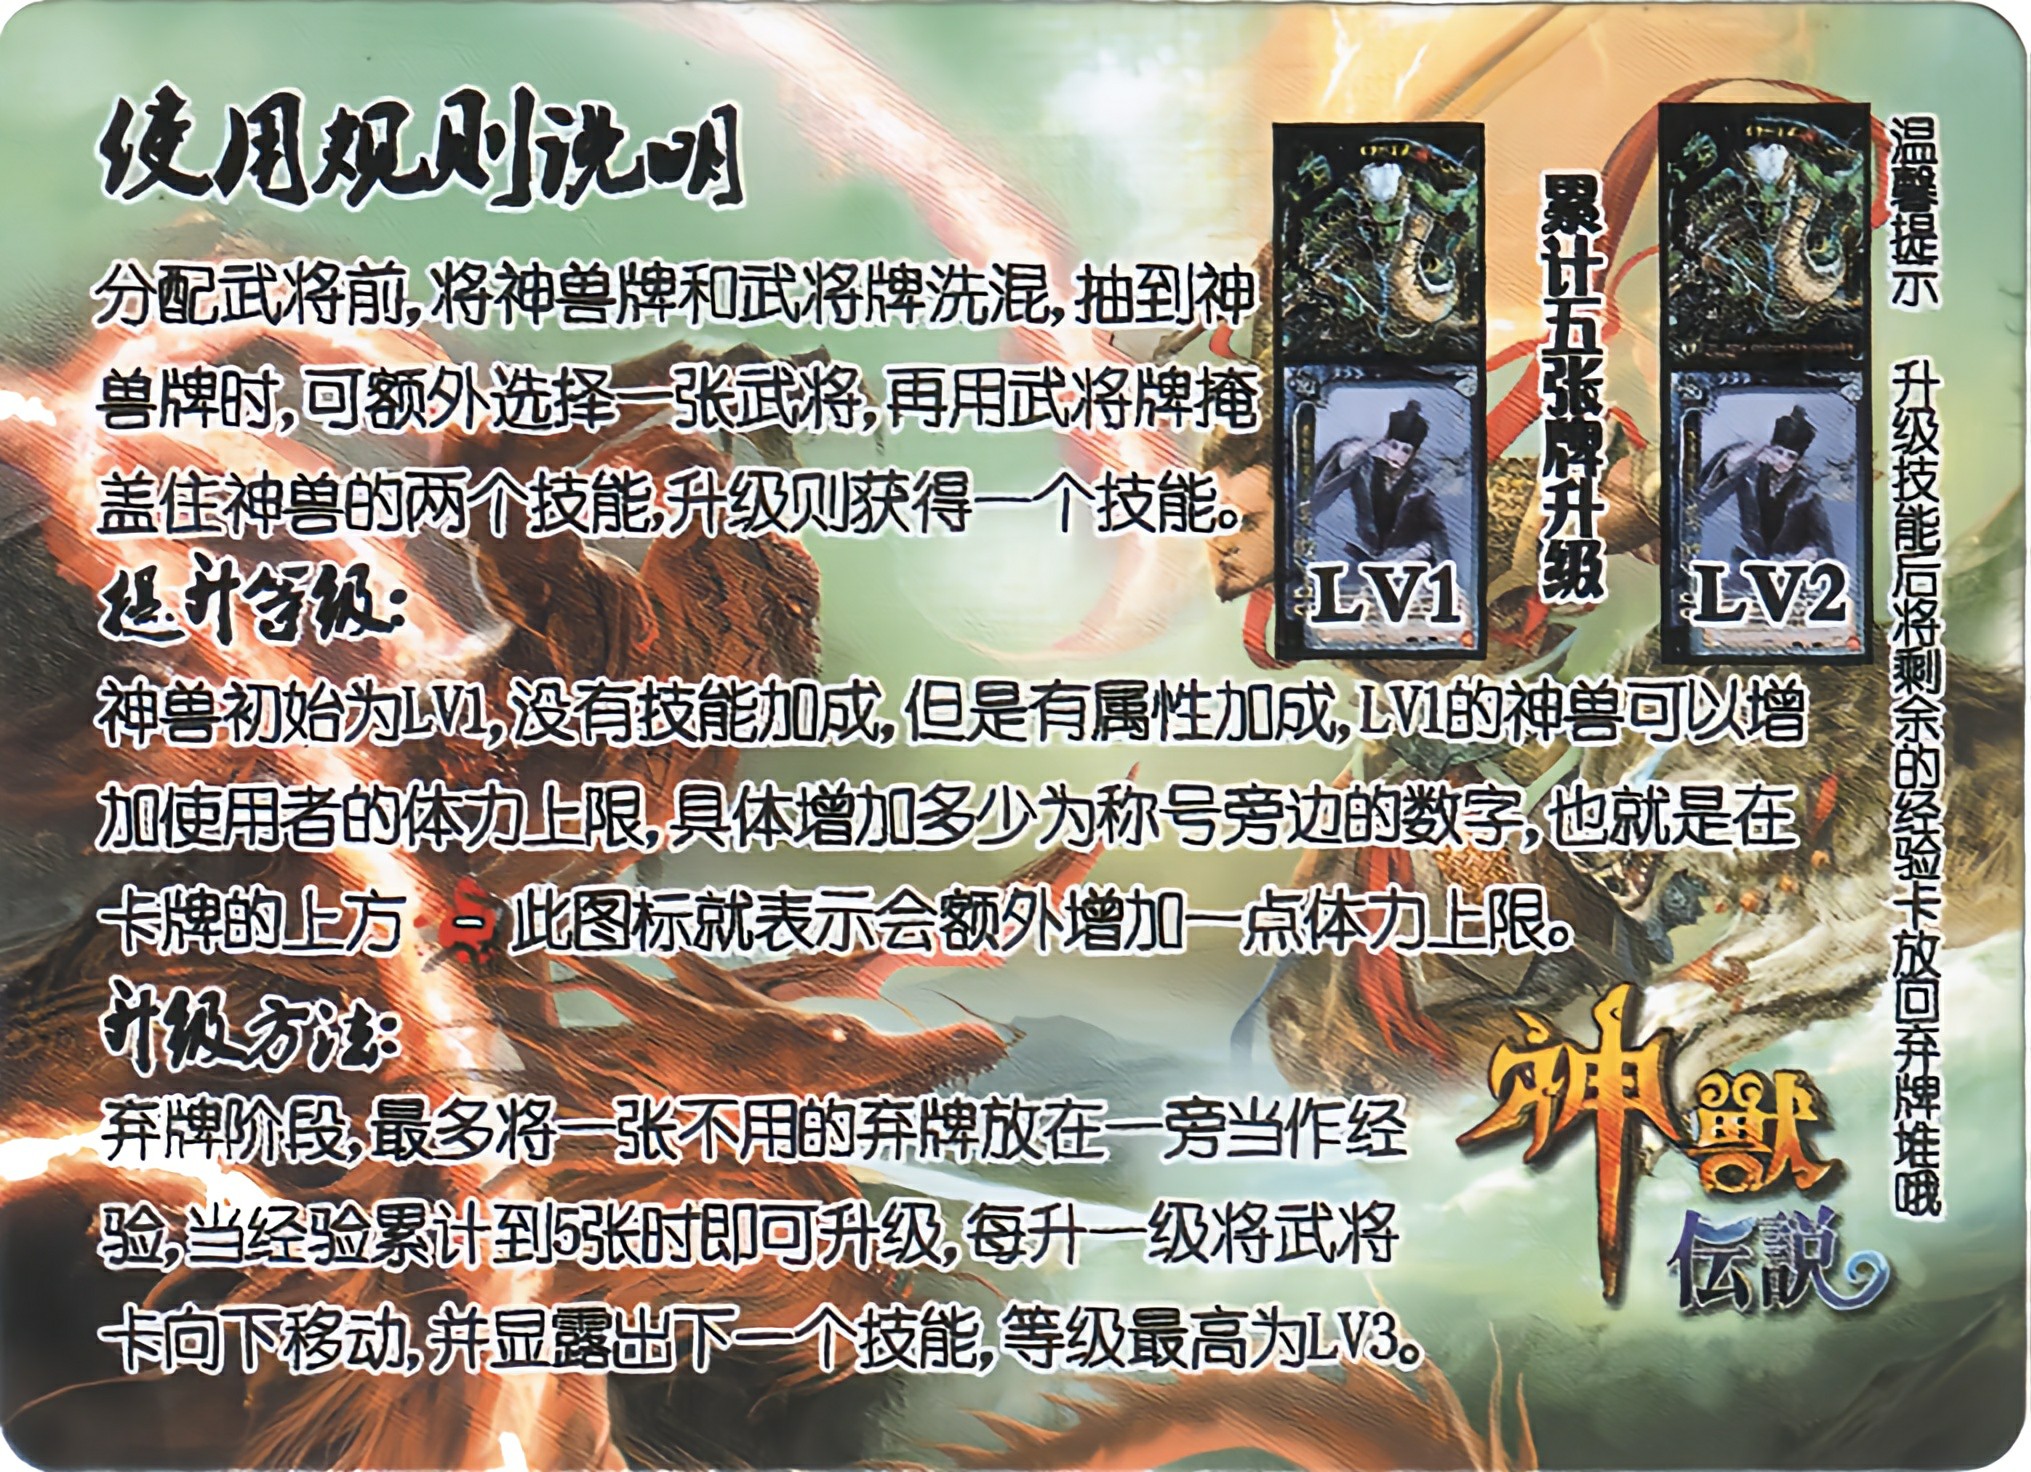 使用规则说明
分配武将前,将神兽牌和武将牌洗混,抽到神
兽牌时,可额外选择一张武将,再用武将牌掩
盖住神兽的两个技能,升级则获得一个技能。
提升等级:
神兽初始为LV1,没有技能加成,但是有属性加成,LV1的神兽可以增
加使用者的体力上限,具体增加多少为称号旁边的数字,也就是在
卡牌的上方 一 此图标就表示会额外增加一点体力上限。
升级方法:
弃牌阶段,最多将一张不用的弃牌放在一旁当作经
验,当经验累计到5张时即可升级,每升一级将武将
卡向下移动,并显露出下一个技能,等级最高为LV3。
LV1
累计五张牌升级
LV2
温馨提示 升级技能后将剩余的经验卡放回弃牌堆哦
神獣
伝説